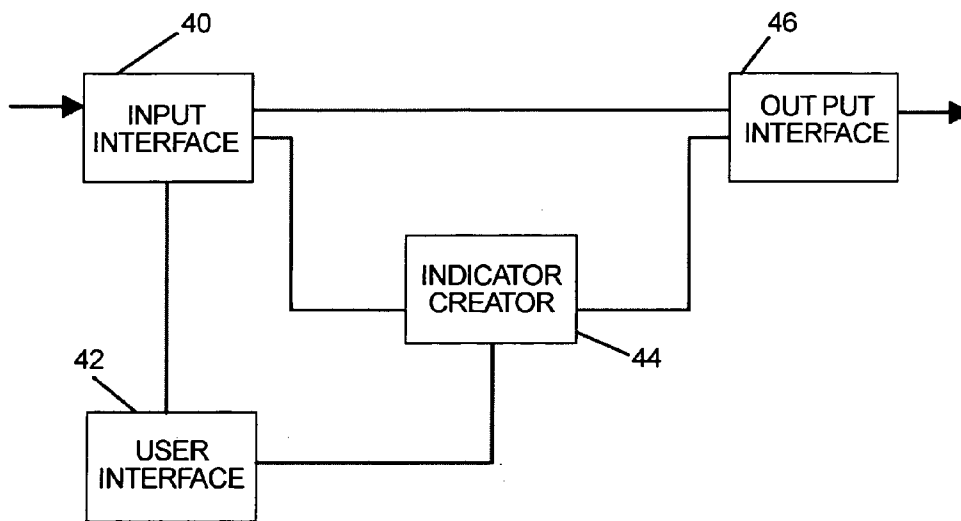 40
46
INPUT
INTERFACE
OUT PUT
INTERFACE
INDICATOR
CREATOR
44
42
USER
INTERFACE